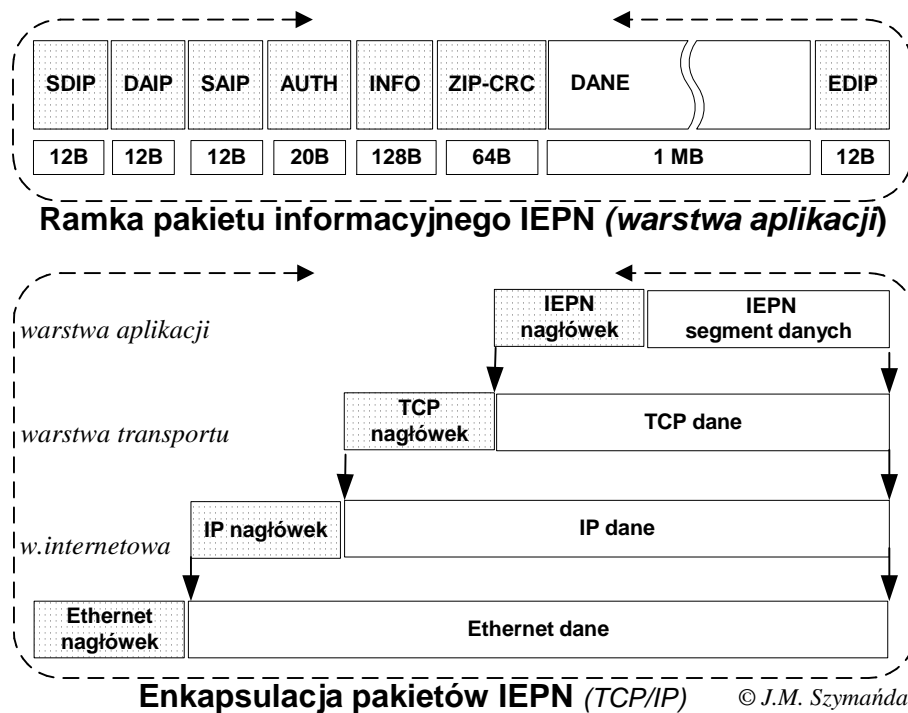 SDIP DAIP SAIP AUTH INFO ZIP-CRC DANE EDIP
12B 12B 12B 20B 128B 64B 1 MB 12B
Ramka pakietu informacyjnego IEPN (warstwa aplikacji)
warstwa aplikacji
IEPN
nagłówek
IEPN
segment danych
warstwa transportu
TCP
nagłówek
TCP dane
w.internetowa
IP nagłówek
IP dane
Ethernet
nagłówek
Ethernet dane
Enkapsulacja pakietów IEPN (TCP/IP)
© J.M. Szymańda